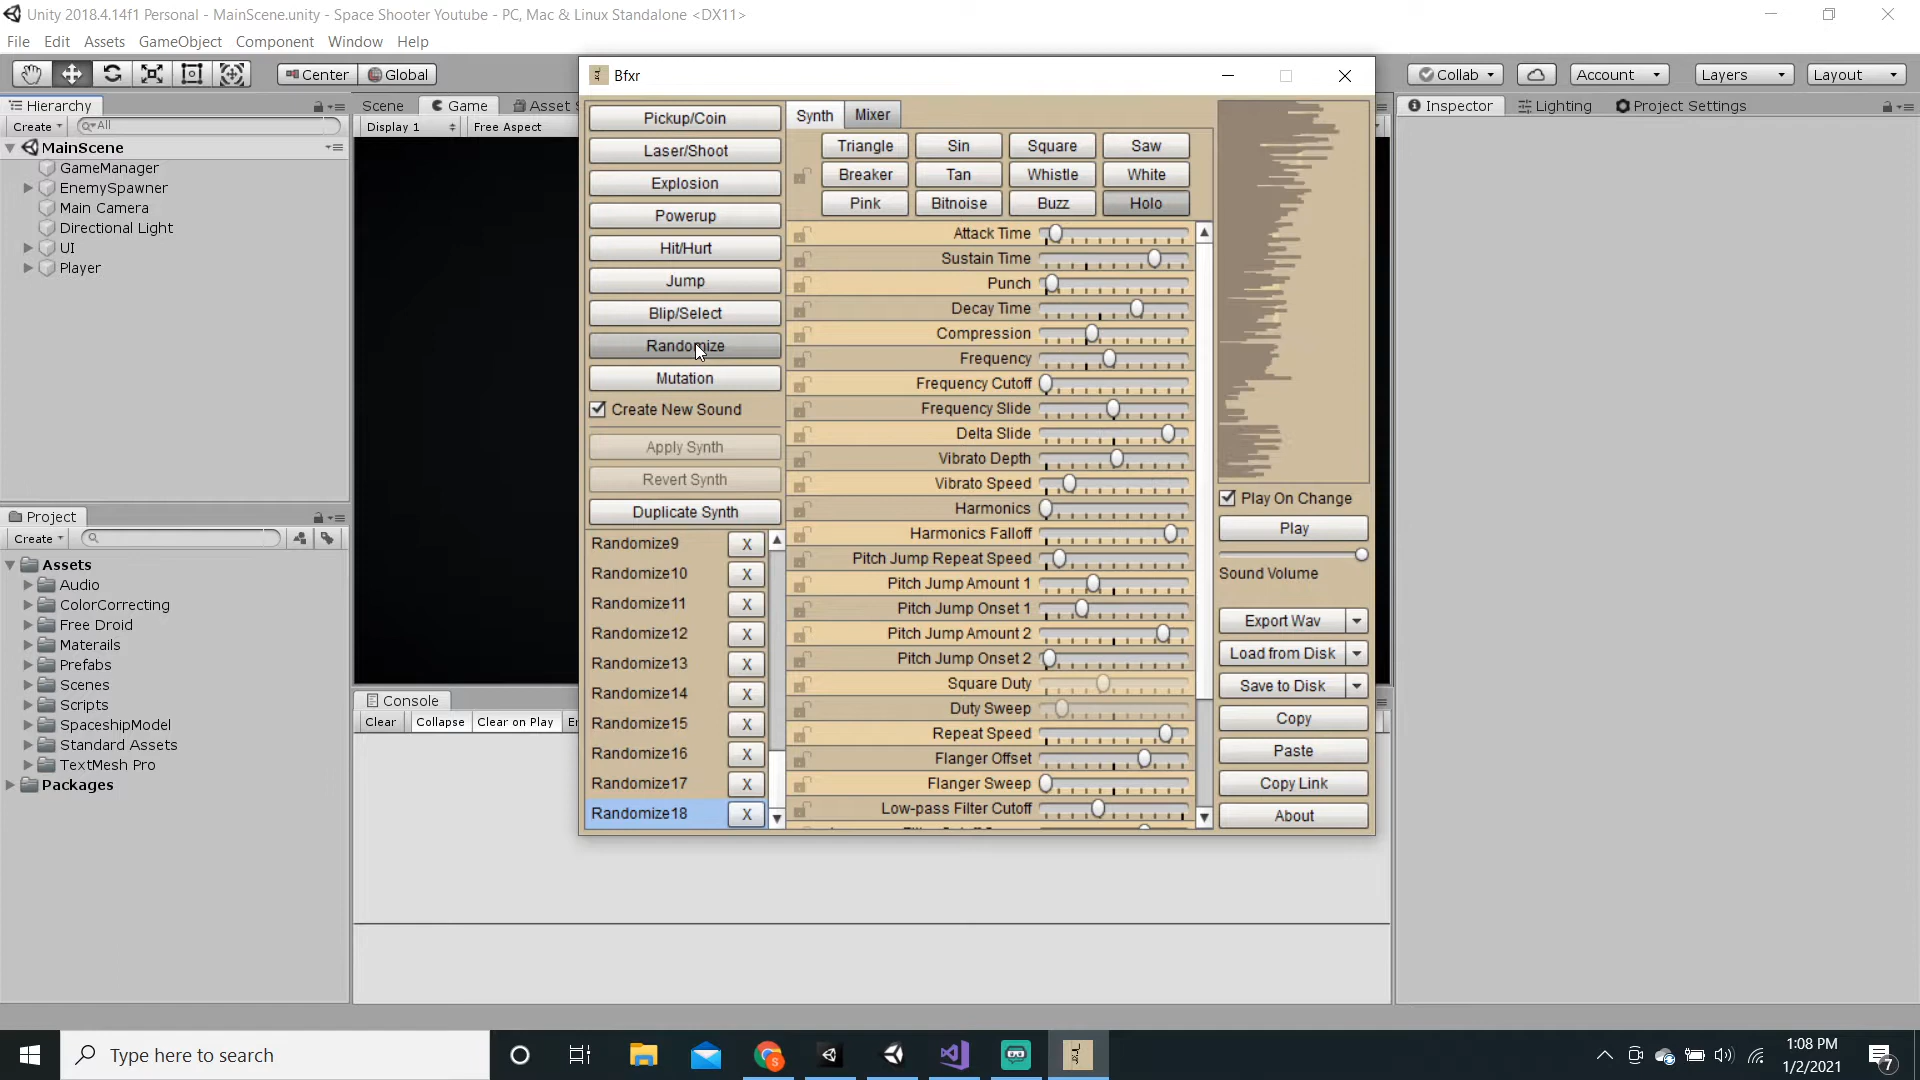 Unity 2018.4.14f1 Personal - MainScene.unity - Space Shooter Youtube - PC, Mac & Linux Standalone <DX11>
File Edit Assets GameObject Component Window Help
Center Global Collab Account Layers Layout
Hierarchy
Create All
MainScene
GameManager
EnemySpawner
Main Camera
Directional Light
UI
Player
Project
Create
Assets
Audio
ColorCorrecting
Free Droid
Materails
Prefabs
Scenes
Scripts
SpaceshipModel
Standard Assets
TextMesh Pro
Packages
Scene Game Asset S
Display 1 Free Aspect
Console
Clear Collapse Clear on Play
Bfxr
Pickup/Coin
Laser/Shoot
Explosion
Powerup
Hit/Hurt
Jump
Blip/Select
Randomize
Mutation
Create New Sound
Apply Synth
Revert Synth
Duplicate Synth
Randomize9 X
Randomize10 X
Randomize11 X
Randomize12 X
Randomize13 X
Randomize14 X
Randomize15 X
Randomize16 X
Randomize17 X
Randomize18 X
Synth Mixer
Triangle Sin Square Saw
Breaker Tan Whistle White
Pink Bitnoise Buzz Holo
Attack Time
Sustain Time
Punch
Decay Time
Compression
Frequency
Frequency Cutoff
Frequency Slide
Delta Slide
Vibrato Depth
Vibrato Speed
Harmonics
Harmonics Falloff
Pitch Jump Repeat Speed
Pitch Jump Amount 1
Pitch Jump Onset 1
Pitch Jump Amount 2
Pitch Jump Onset 2
Square Duty
Duty Sweep
Repeat Speed
Flanger Offset
Flanger Sweep
Low-pass Filter Cutoff
Play On Change
Play
Sound Volume
Export Wav
Load from Disk
Save to Disk
Copy
Paste
Copy Link
About
Inspector Lighting Project Settings
Type here to search
1:08 PM
1/2/2021
7